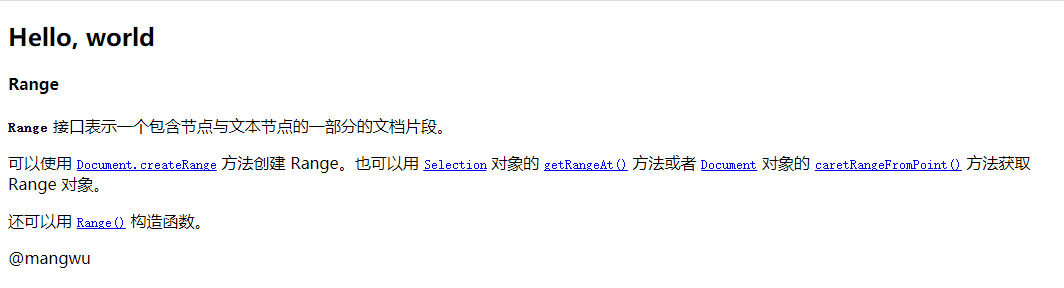 Hello, world
Range
Range 接口表示一个包含节点与文本节点的一部分的文档片段。
可以使用 Document.createRange 方法创建 Range。也可以用 Selection 对象的 getRangeAt() 方法或者 Document 对象的 caretRangeFromPoint() 方法获取
Range 对象。
还可以用 Range() 构造函数。
@mangwu